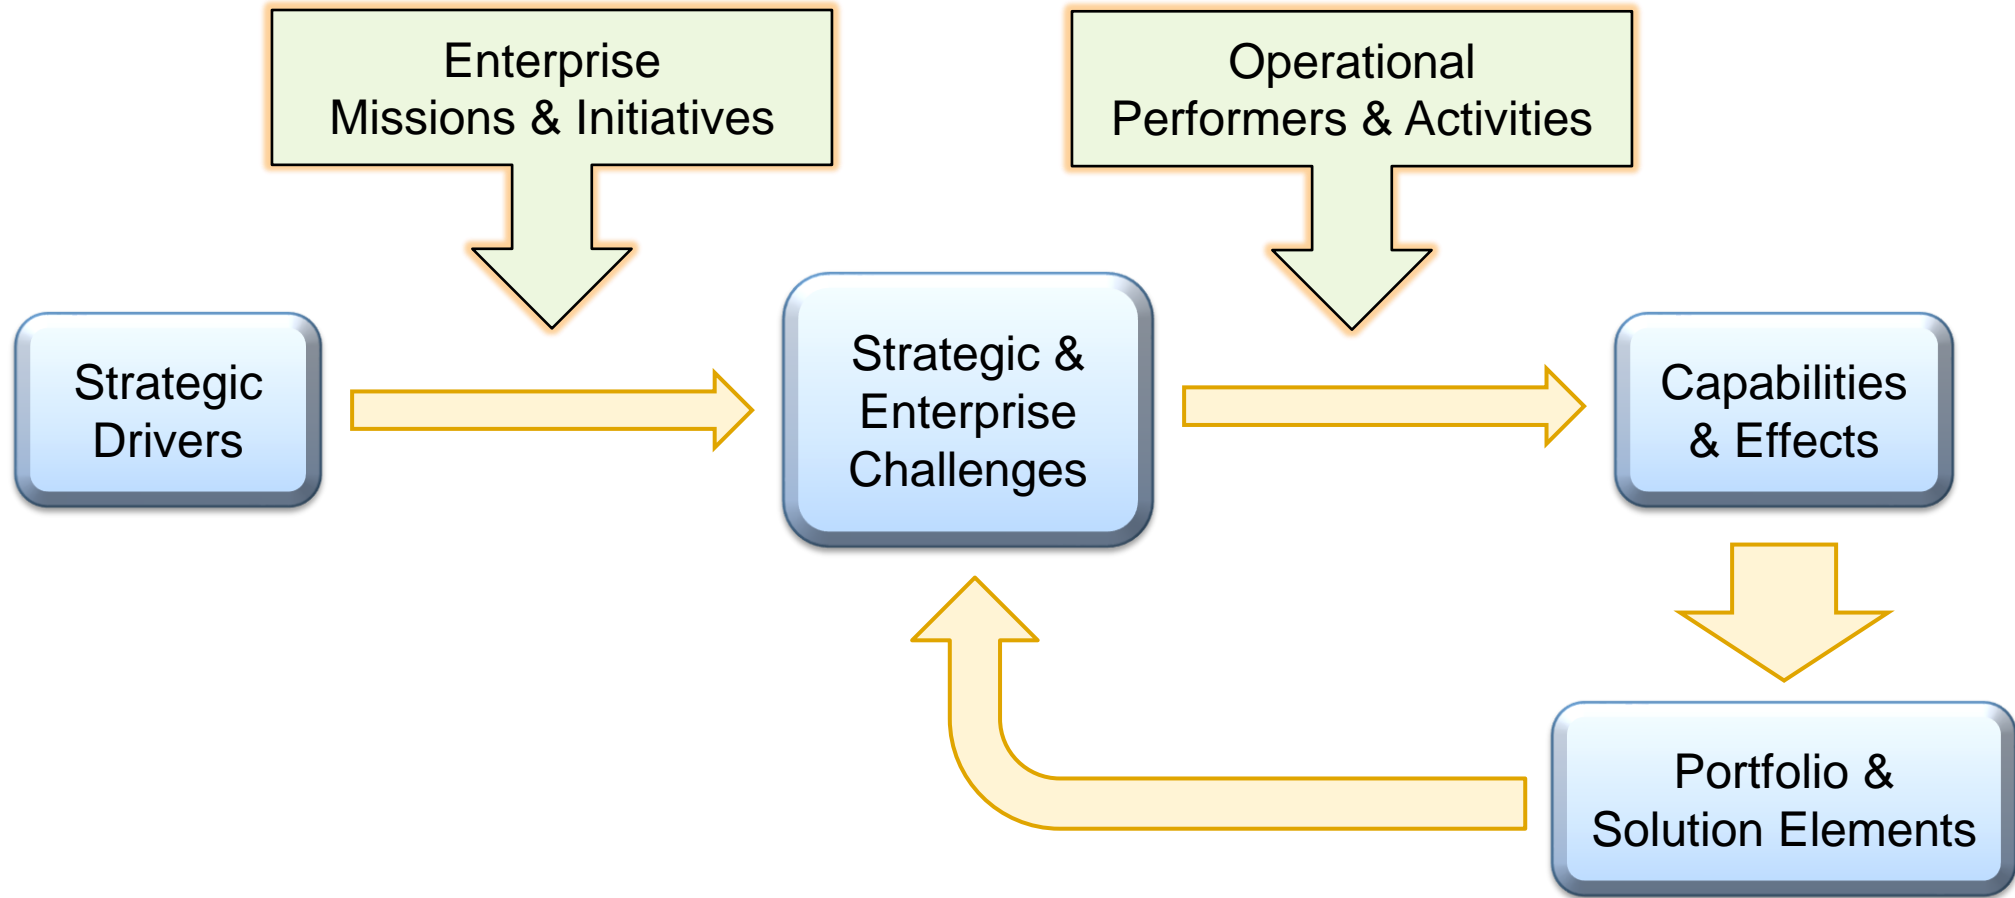 Enterprise
Missions & Initiatives
Operational
Performers & Activities
Strategic
Drivers
Strategic &
Enterprise
Challenges
Capabilities
& Effects
Portfolio &
Solution Elements